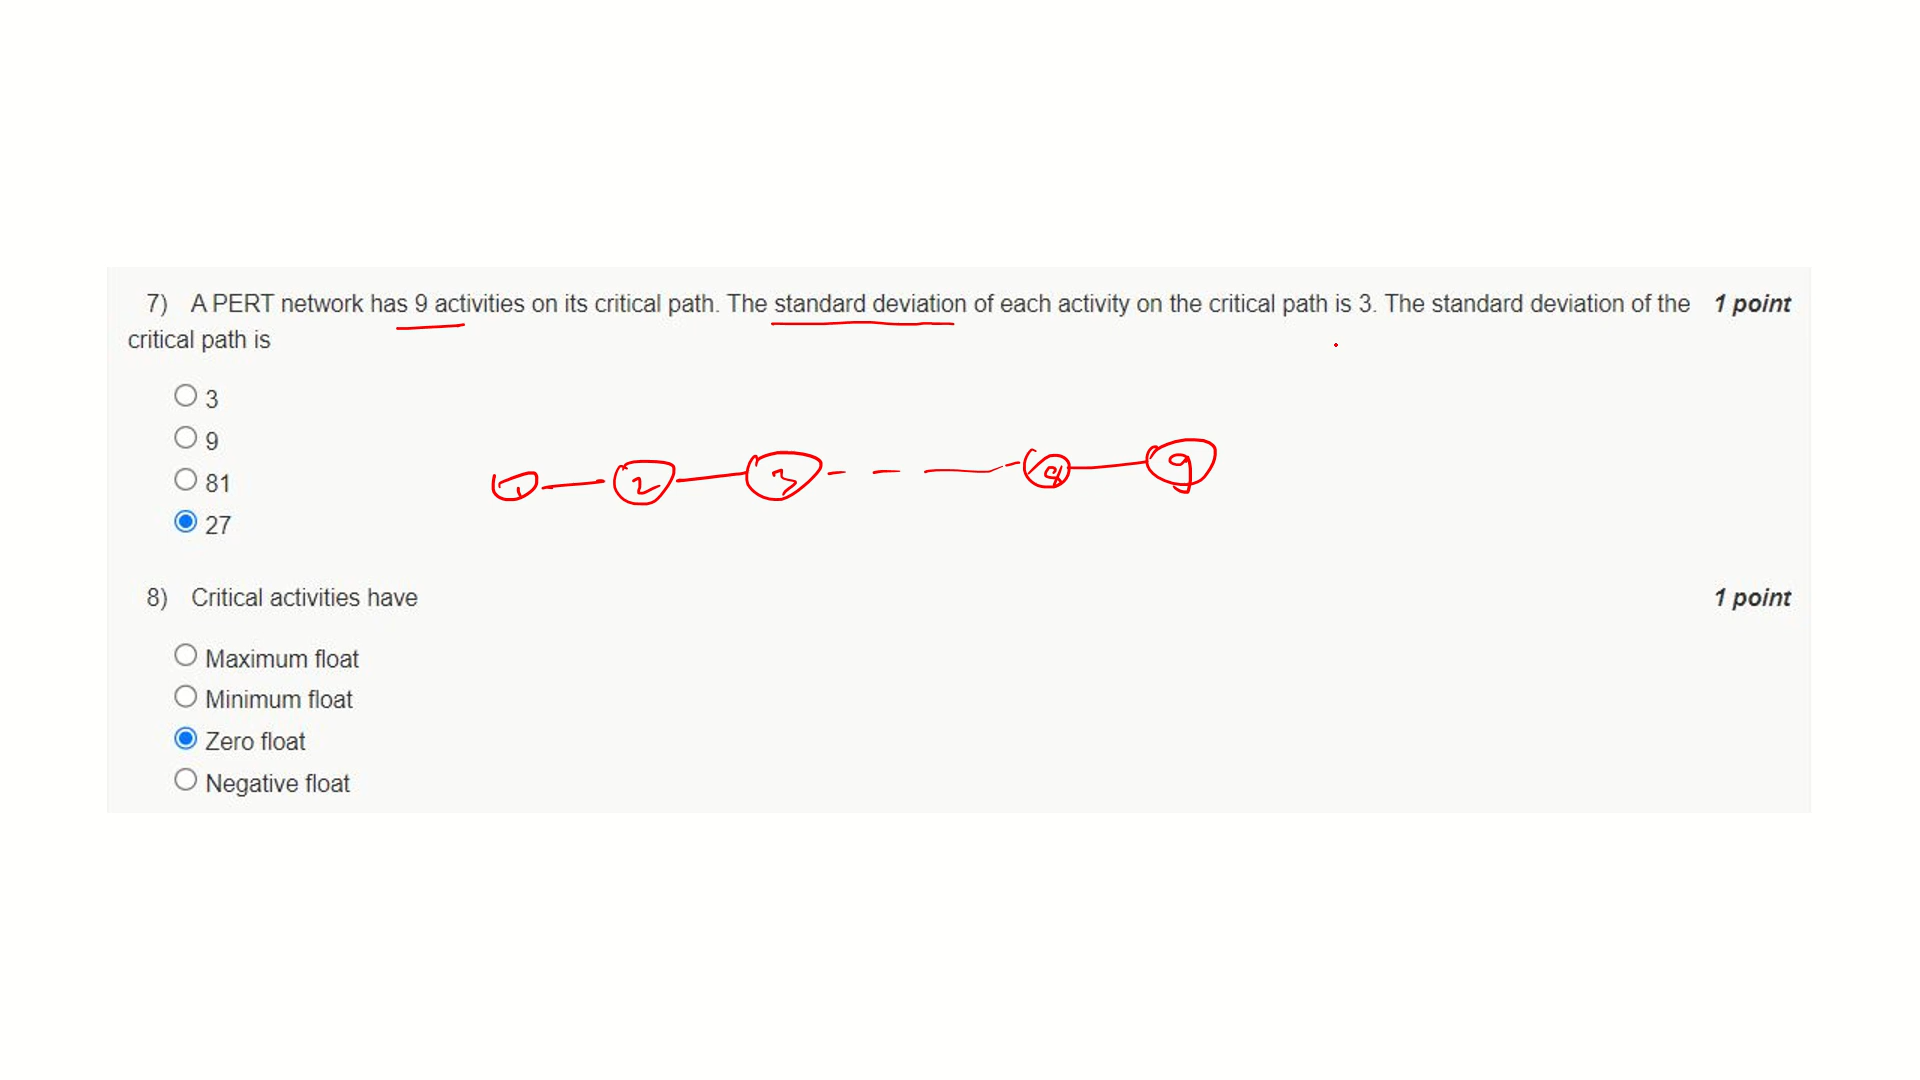 7) A PERT network has 9 activities on its critical path. The standard deviation of each activity on the critical path is 3. The standard deviation of the 1 point
critical path is
3
9
81
27
1 2 3 8 9
8) Critical activities have 1 point
Maximum float
Minimum float
Zero float
Negative float